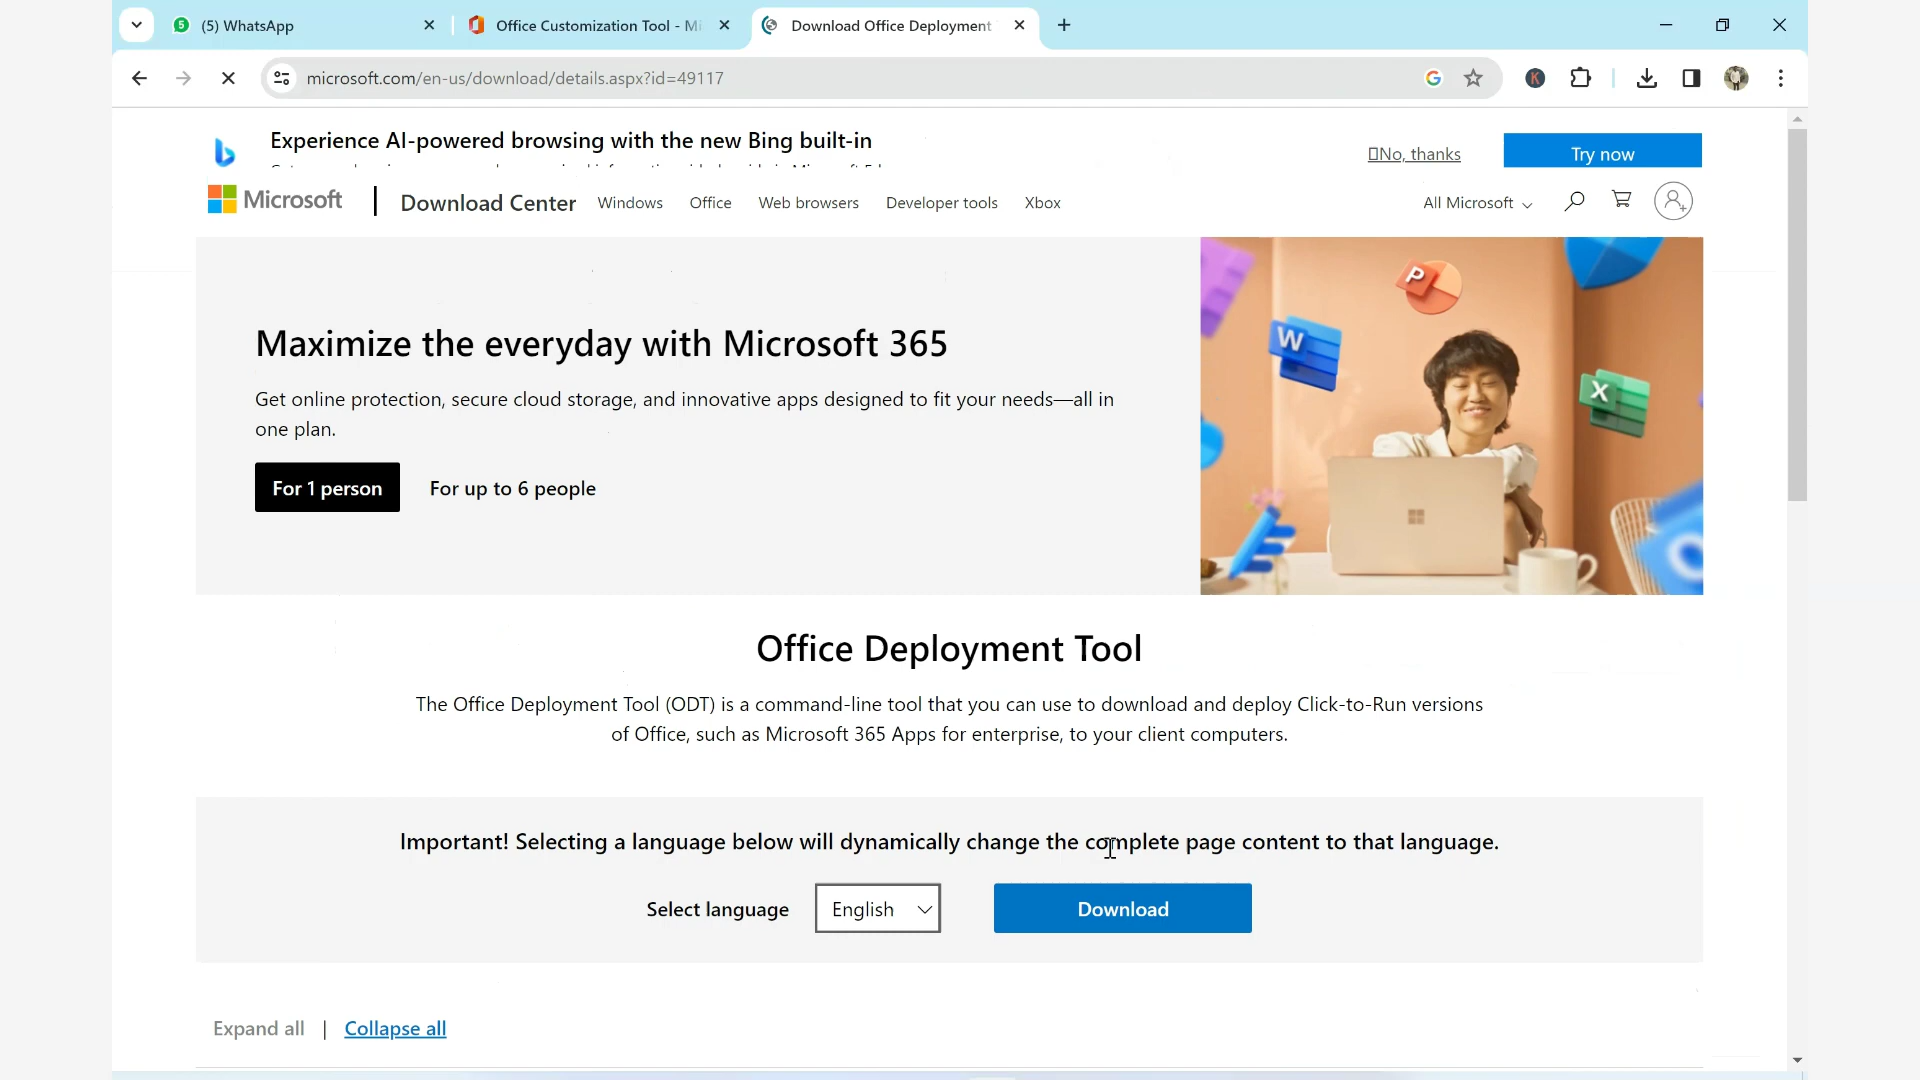 (5) WhatsApp
Office Customization Tool - Mi
Download Office Deployment
microsoft.com/en-us/download/details.aspx?id=49117
Experience AI-powered browsing with the new Bing built-in
No, thanks
Try now
Microsoft
Download Center
Windows
Office
Web browsers
Developer tools
Xbox
All Microsoft
Maximize the everyday with Microsoft 365
Get online protection, secure cloud storage, and innovative apps designed to fit your needs—all in
one plan.
For 1 person
For up to 6 people
Office Deployment Tool
The Office Deployment Tool (ODT) is a command-line tool that you can use to download and deploy Click-to-Run versions
of Office, such as Microsoft 365 Apps for enterprise, to your client computers.
Important! Selecting a language below will dynamically change the complete page content to that language.
Select language
English
Download
Expand all | Collapse all